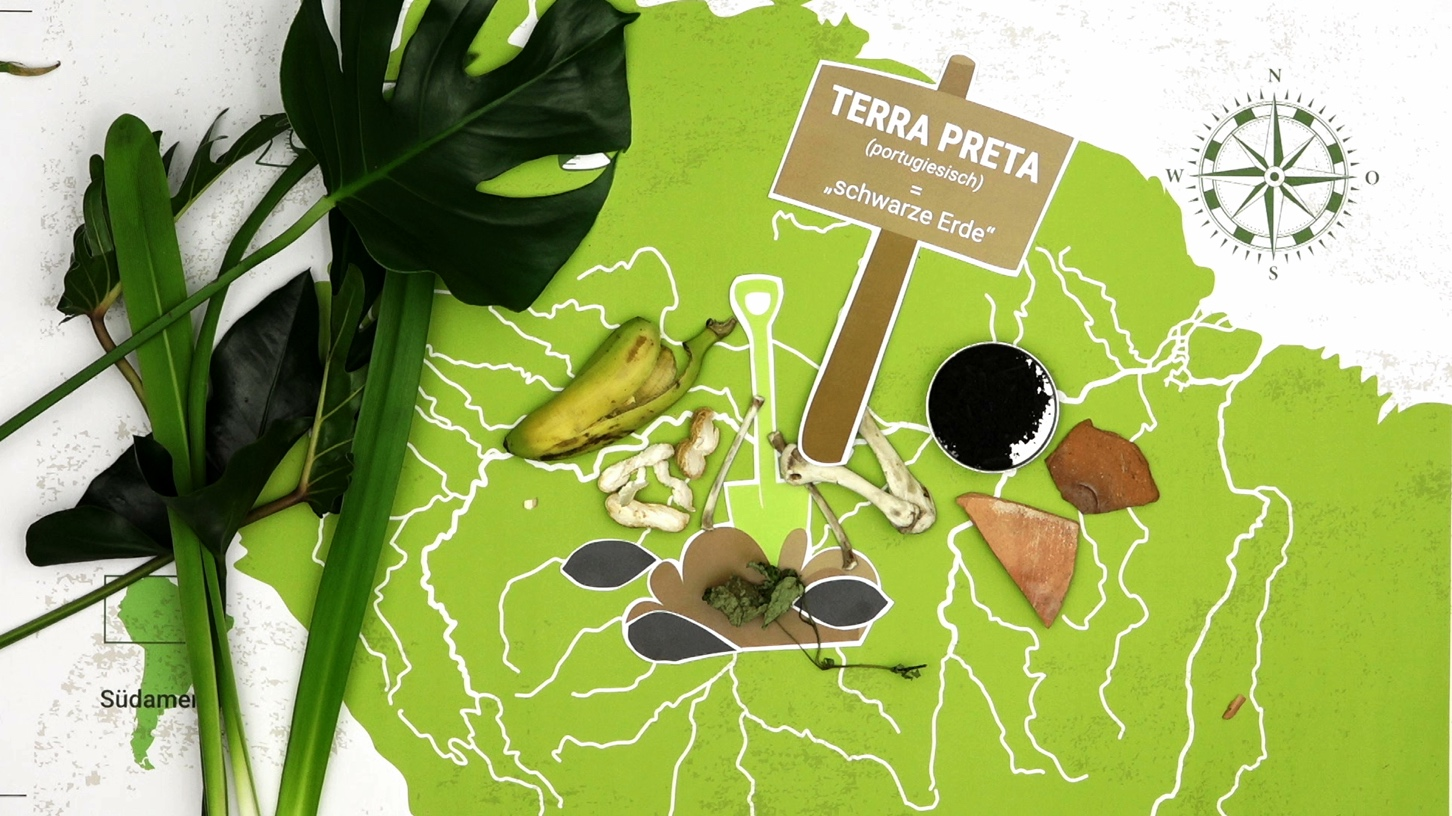 TERRA PRETA
(portugiesisch)
=
„schwarze Erde“
N
W
O
S
Südamer